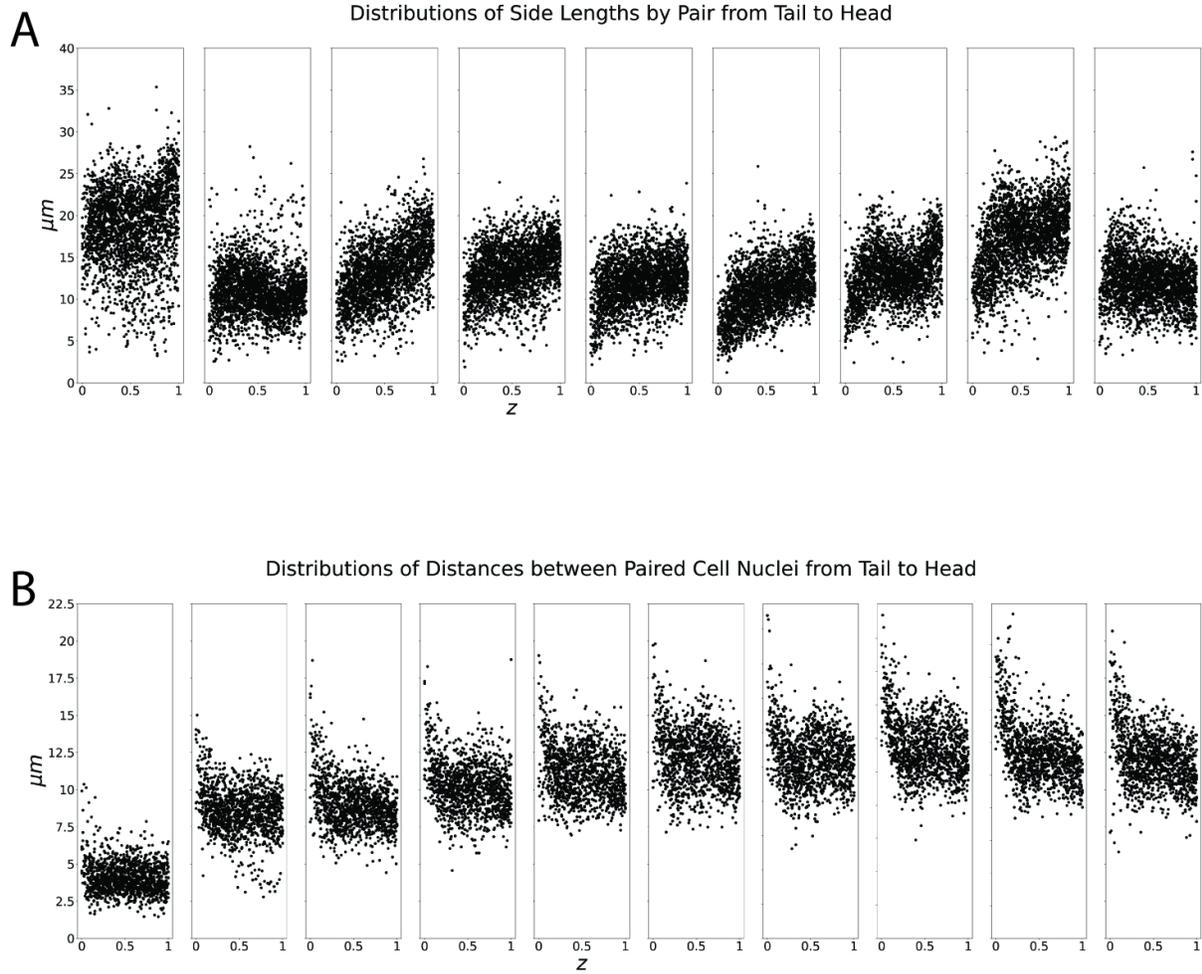 A
Distributions of Side Lengths by Pair from Tail to Head
40
35
30
25
20
15
10
5
0
μm
0 0.5 1 0 0.5 1 0 0.5 1 0 0.5 1 0 0.5 1 0 0.5 1 0 0.5 1 0 0.5 1 0 0.5 1
z
B
Distributions of Distances between Paired Cell Nuclei from Tail to Head
22.5
20
17.5
15
12.5
10
7.5
5
2.5
0
μm
0 0.5 1 0 0.5 1 0 0.5 1 0 0.5 1 0 0.5 1 0 0.5 1 0 0.5 1 0 0.5 1 0 0.5 1 0 0.5 1
z